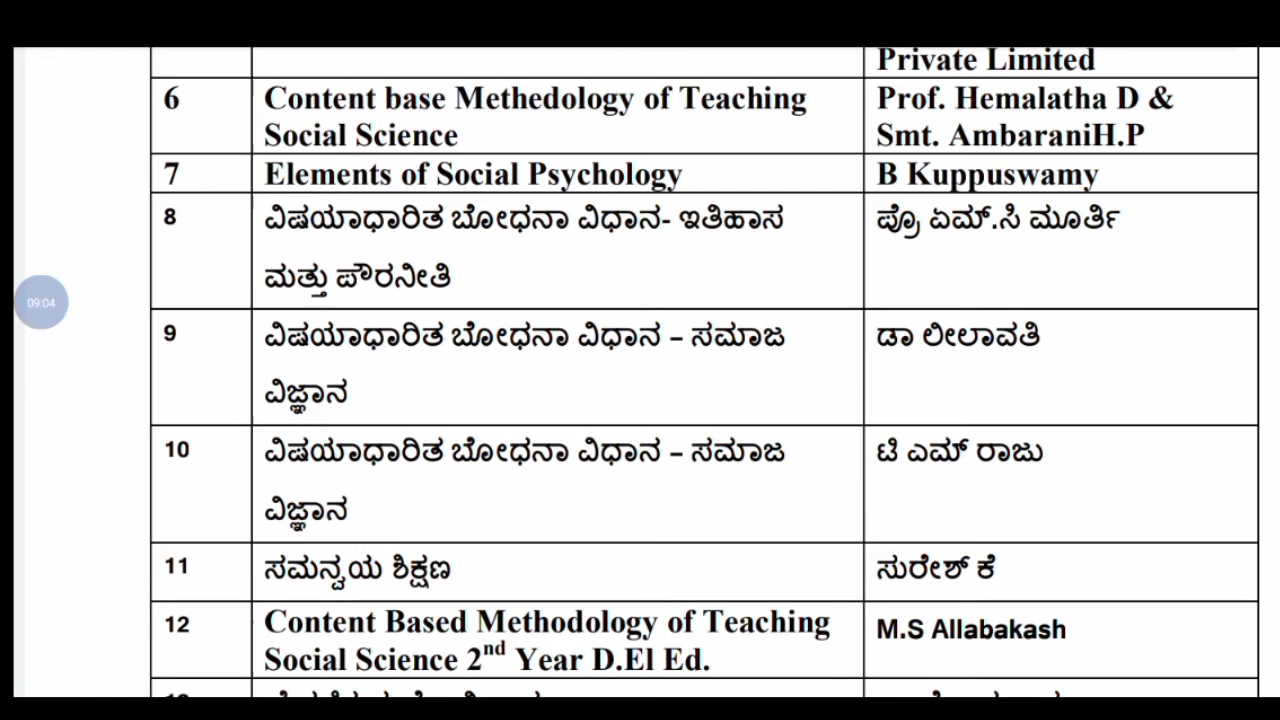 Private Limited
6 Content base Methedology of Teaching Prof. Hemalatha D &
Social Science Smt. AmbaraniH.P
7 Elements of Social Psychology B Kuppuswamy
8 ವಿಷಯಾಧಾರಿತ ಬೋಧನಾ ವಿಧಾನ- ಇತಿಹಾಸ ಪ್ರೊ ಏಮ್.ಸಿ ಮೂರ್ತಿ
ಮತ್ತು ಪೌರನೀತಿ
09:04
9 ವಿಷಯಾಧಾರಿತ ಬೋಧನಾ ವಿಧಾನ – ಸಮಾಜ ಡಾ ಲೀಲಾವತಿ
ವಿಜ್ಞಾನ
10 ವಿಷಯಾಧಾರಿತ ಬೋಧನಾ ವಿಧಾನ – ಸಮಾಜ ಟಿ ಎಮ್ ರಾಜು
ವಿಜ್ಞಾನ
11 ಸಮನ್ವಯ ಶಿಕ್ಷಣ ಸುರೇಶ್ ಕೆ
12 Content Based Methodology of Teaching M.S Allabakash
Social Science 2nd Year D.El Ed.